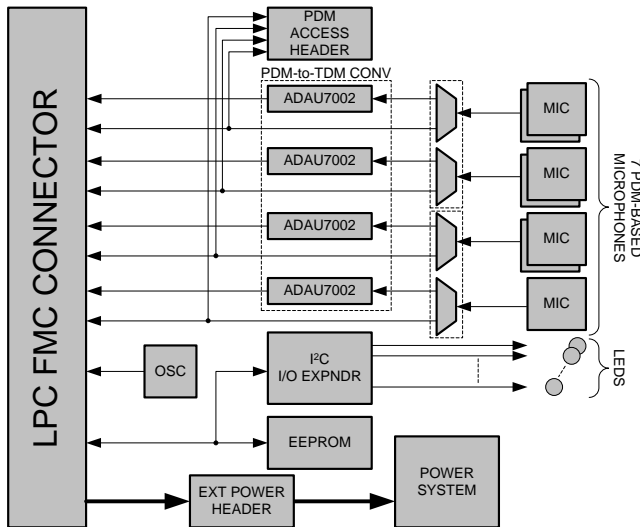 PDM
ACCESS
HEADER
PDM-to-TDM CONV
ADAU7002
MIC
ADAU7002
MIC
ADAU7002
MIC
ADAU7002
MIC
7 PDM-BASED
MICROPHONES
LPC FMC CONNECTOR
OSC
I²C
I/O EXPNDR
LEDS
EEPROM
EXT POWER
HEADER
POWER
SYSTEM